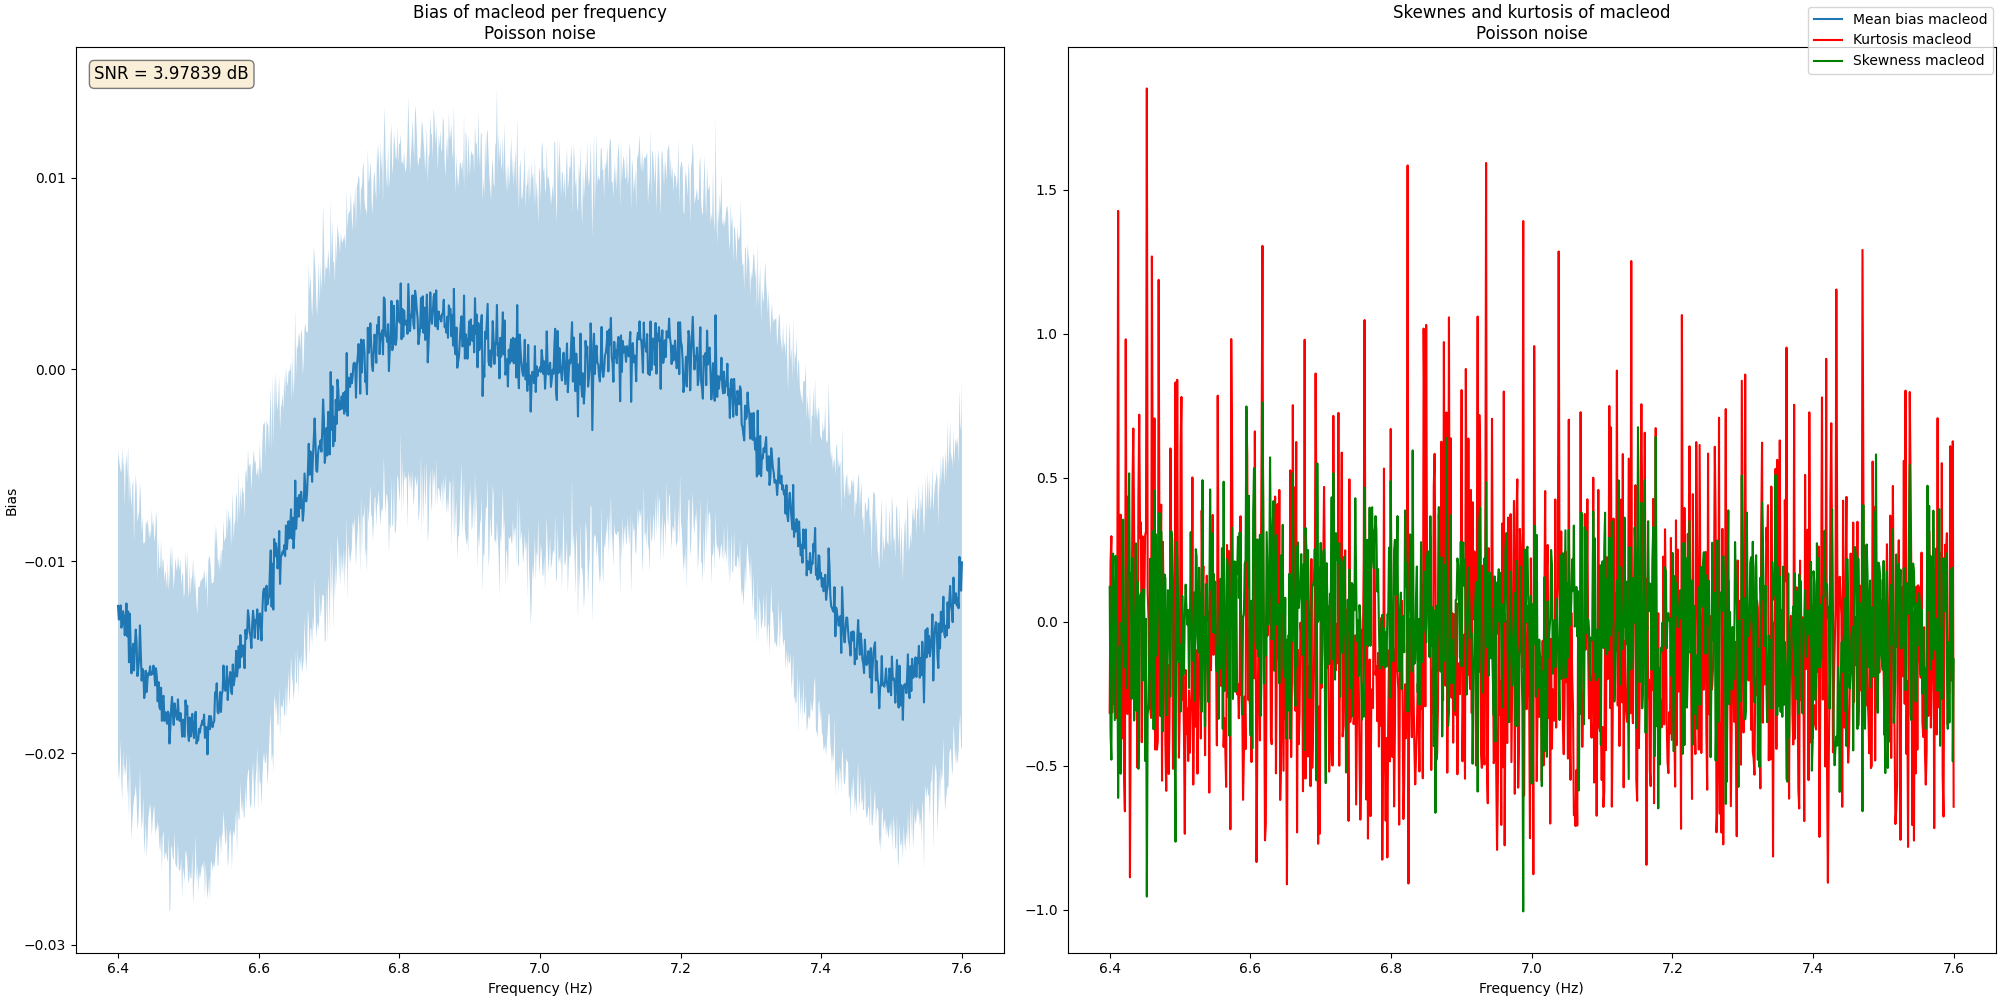 Bias of macleod per frequency
Poisson noise
SNR = 3.97839 dB
0.01
0.00
−0.01
−0.02
−0.03
Bias
6.4 6.6 6.8 7.0 7.2 7.4 7.6
Frequency (Hz)
Skewnes and kurtosis of macleod
Poisson noise
Mean bias macleod
Kurtosis macleod
Skewness macleod
1.5
1.0
0.5
0.0
−0.5
−1.0
6.4 6.6 6.8 7.0 7.2 7.4 7.6
Frequency (Hz)